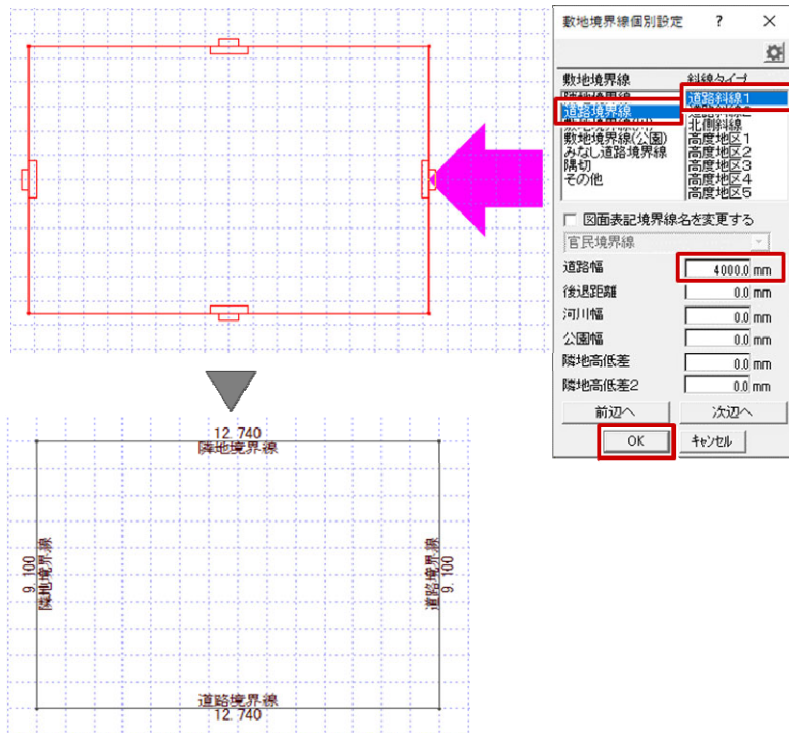 敷地境界線個別設定 ? ×
敷地境界線 斜線タイプ
道路境界線
敷地境界線(公園)
みなし道路境界線
隅切
その他
道路斜線1
北側斜線
高度地区1
高度地区2
高度地区3
高度地区4
高度地区5
図面表記境界線名を変更する
官民境界線
道路幅 4000.0 mm
後退距離 0.0 mm
河川幅 0.0 mm
公園幅 0.0 mm
隣地高低差 0.0 mm
隣地高低差2 0.0 mm
前辺へ 次辺へ
OK キャンセル
12.740
隣地境界線
9.100
隣地境界線
道路境界線
9.100
道路境界線
12.740